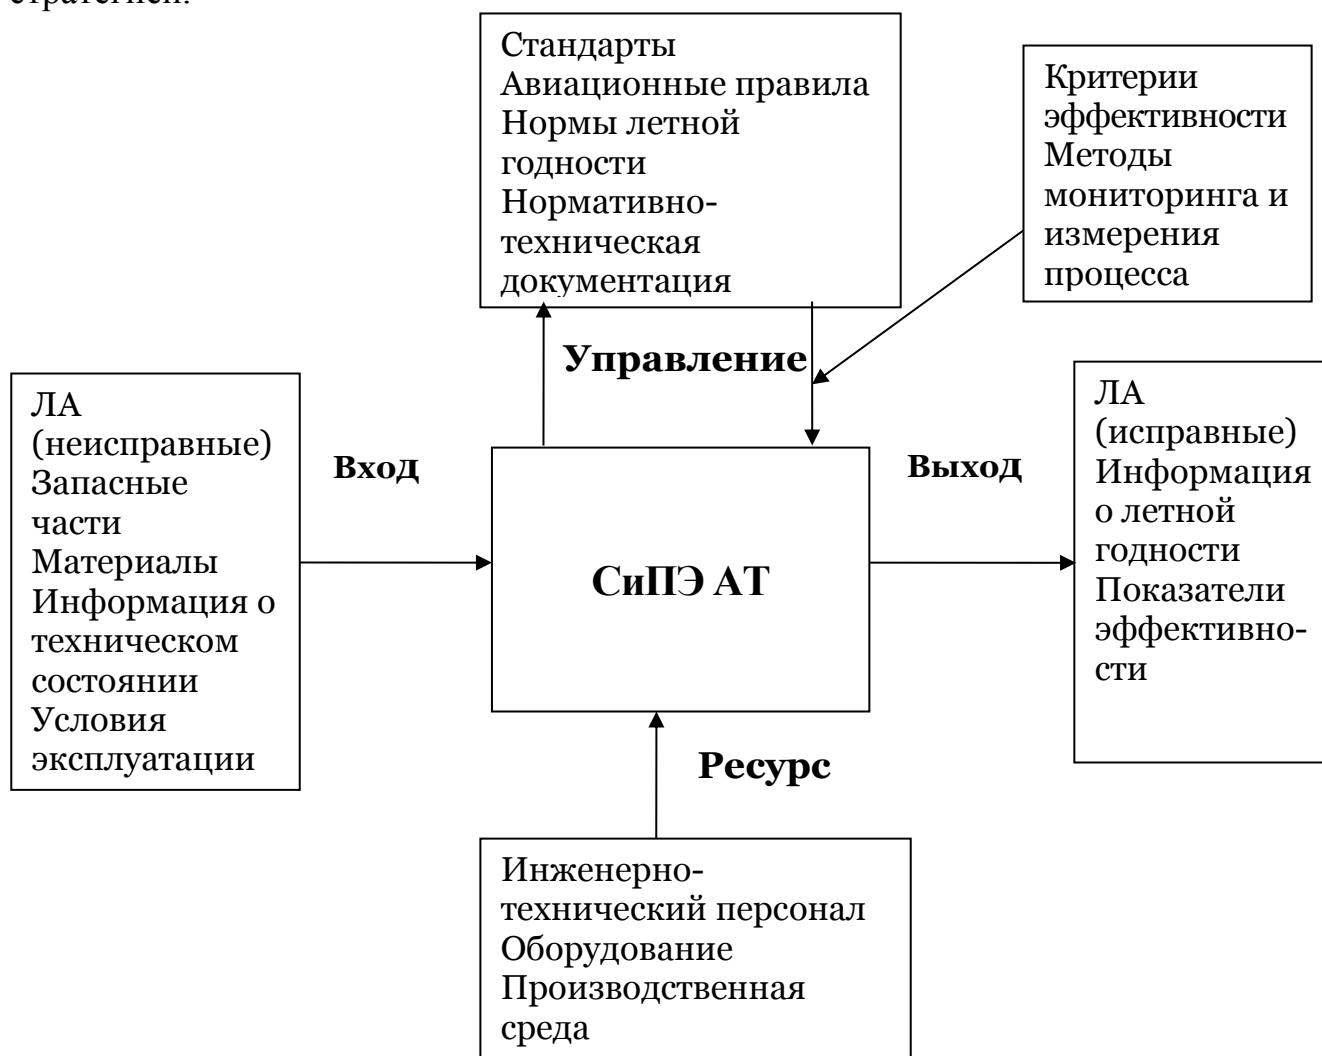 стратегией.
Стандарты
Авиационные правила
Нормы летной
годности
Нормативно-
техническая
документация
Критерии
эффективности
Методы
мониторинга и
измерения
процесса
Управление
ЛА
(неисправные)
Запасные
части
Материалы
Информация о
техническом
состоянии
Условия
эксплуатации
Вход
СиПЭ АТ
Выход
ЛА
(исправные)
Информация
о летной
годности
Показатели
эффективно-
сти
Ресурс
Инженерно-
технический персонал
Оборудование
Производственная
среда